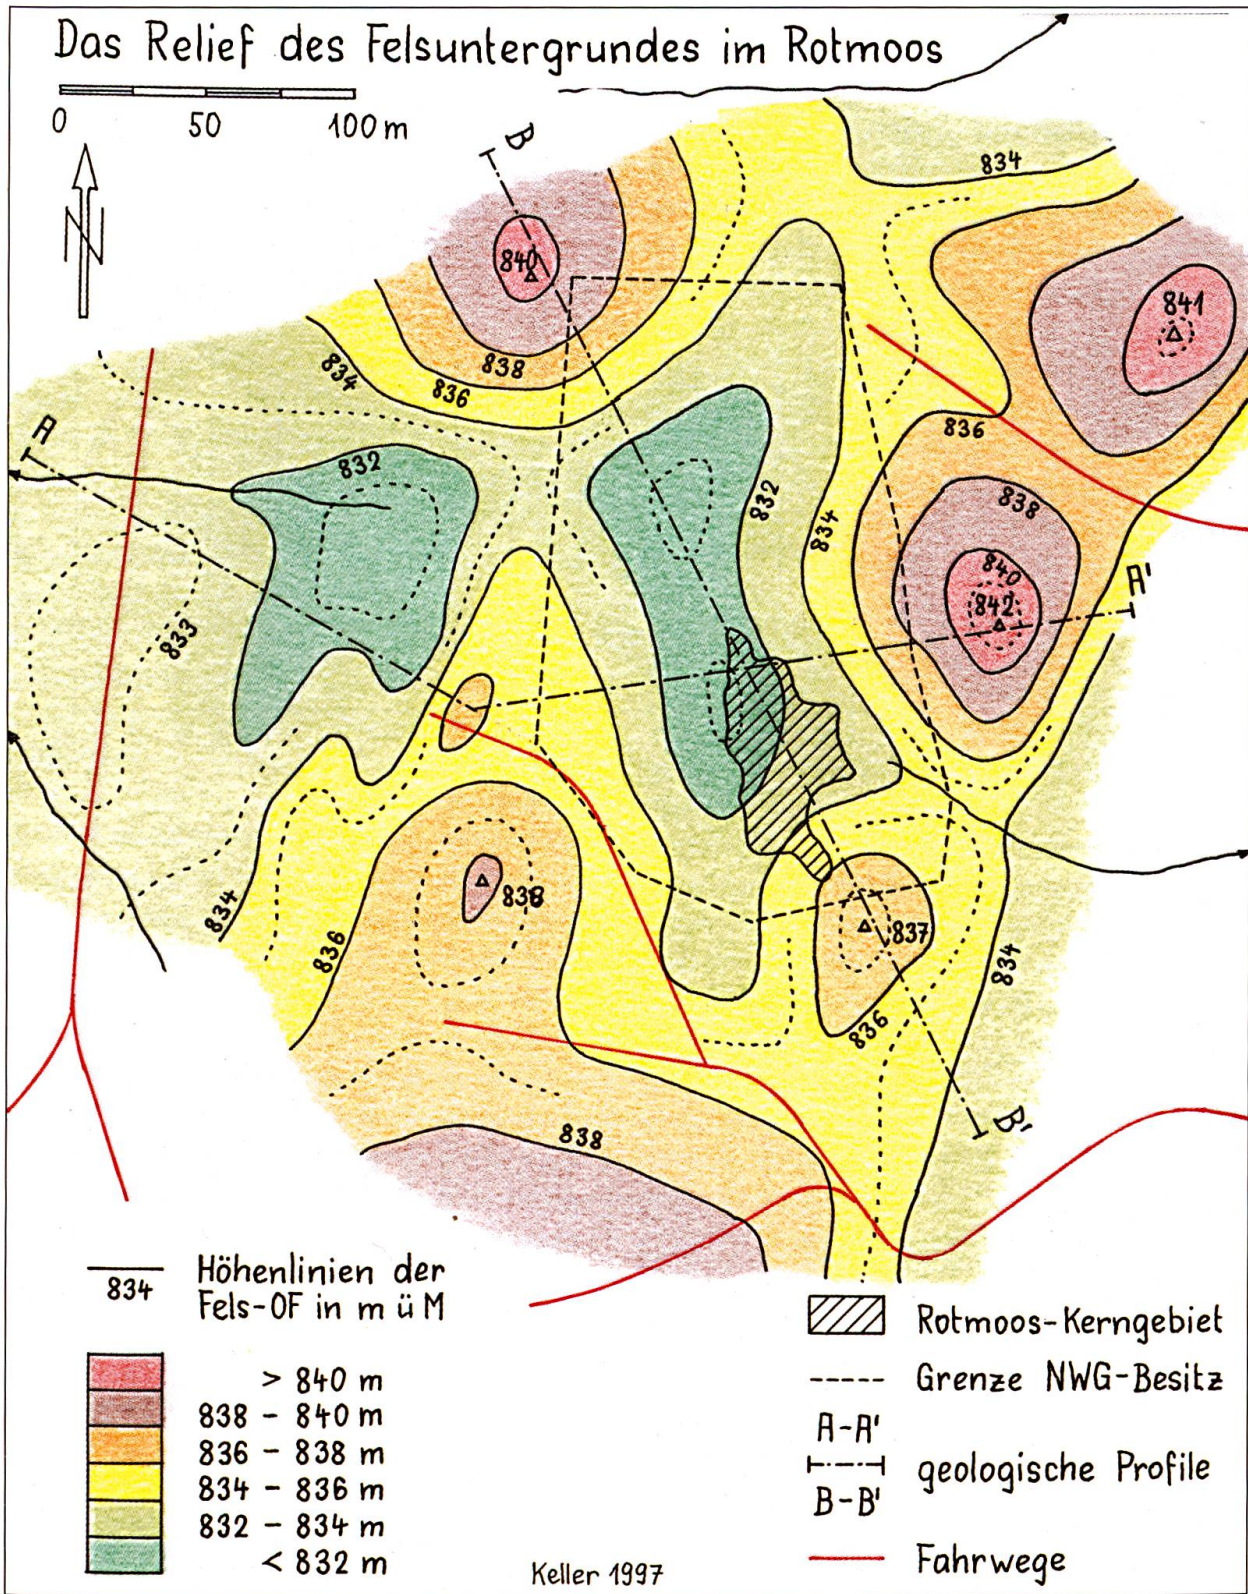 Das Relief des Felsuntergrundes im Rotmoos
0 50 100 m
N
B
834
840
841
834
838
836
A
836
832
838
832
834
840
A'
842
833
838
837
834
836
834
836
B'
838
834
Höhenlinien der
Fels-OF in m ü M
> 840 m
838 - 840 m
836 - 838 m
834 - 836 m
832 - 834 m
< 832 m
Rotmoos-Kerngebiet
Grenze NWG-Besitz
A-A'
geologische Profile
B-B'
Fahrwege
Keller 1997